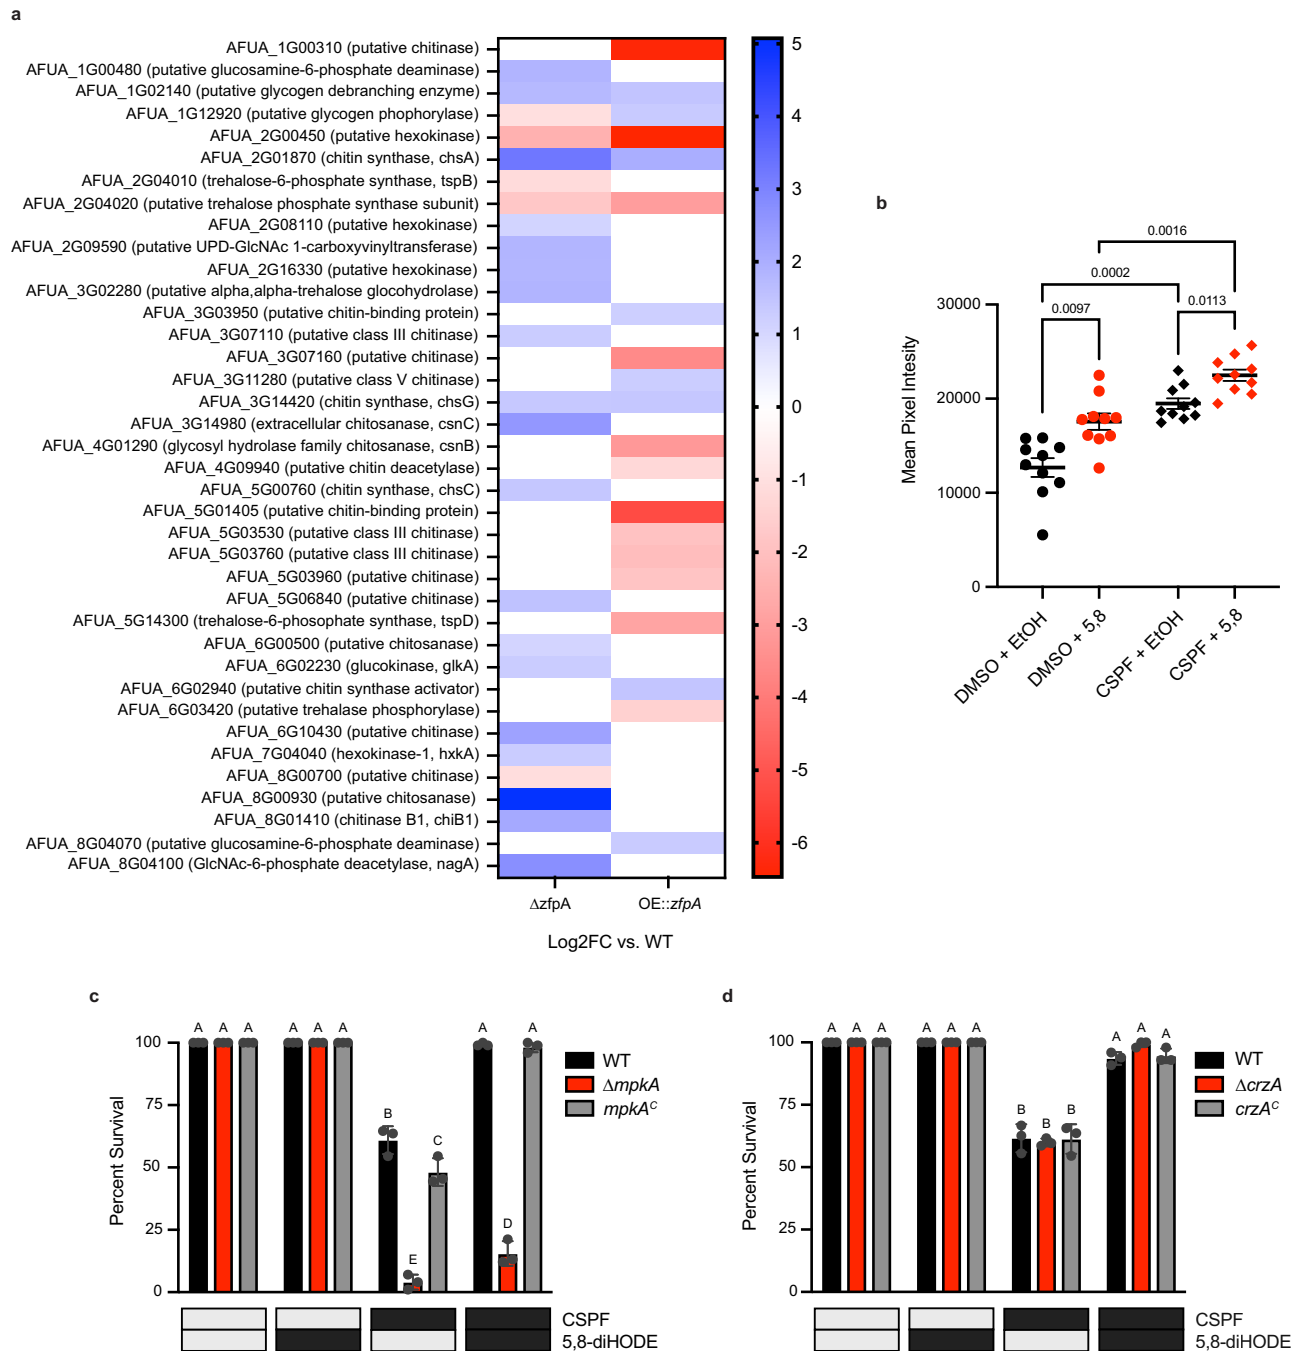 a
AFUA_1G00310 (putative chitinase)
AFUA_1G00480 (putative glucosamine-6-phosphate deaminase)
AFUA_1G02140 (putative glycogen debranching enzyme)
AFUA_1G12920 (putative glycogen phophorylase)
AFUA_2G00450 (putative hexokinase)
AFUA_2G01870 (chitin synthase, chsA)
AFUA_2G04010 (trehalose-6-phosphate synthase, tspB)
AFUA_2G04020 (putative trehalose phosphate synthase subunit)
AFUA_2G08110 (putative hexokinase)
AFUA_2G09590 (putative UPD-GlcNAc 1-carboxyvinyltransferase)
AFUA_2G16330 (putative hexokinase)
AFUA_3G02280 (putative alpha,alpha-trehalose glocohydrolase)
AFUA_3G03950 (putative chitin-binding protein)
AFUA_3G07110 (putative class III chitinase)
AFUA_3G07160 (putative chitinase)
AFUA_3G11280 (putative class V chitinase)
AFUA_3G14420 (chitin synthase, chsG)
AFUA_3G14980 (extracellular chitosanase, csnC)
AFUA_4G01290 (glycosyl hydrolase family chitosanase, csnB)
AFUA_4G09940 (putative chitin deacetylase)
AFUA_5G00760 (chitin synthase, chsC)
AFUA_5G01405 (putative chitin-binding protein)
AFUA_5G03530 (putative class III chitinase)
AFUA_5G03760 (putative class III chitinase)
AFUA_5G03960 (putative chitinase)
AFUA_5G06840 (putative chitinase)
AFUA_5G14300 (trehalose-6-phosophate synthase, tspD)
AFUA_6G00500 (putative chitosanase)
AFUA_6G02230 (glucokinase, glkA)
AFUA_6G02940 (putative chitin synthase activator)
AFUA_6G03420 (putative trehalase phosphorylase)
AFUA_6G10430 (putative chitinase)
AFUA_7G04040 (hexokinase-1, hxkA)
AFUA_8G00700 (putative chitinase)
AFUA_8G00930 (putative chitosanase)
AFUA_8G01410 (chitinase B1, chiB1)
AFUA_8G04070 (putative glucosamine-6-phosphate deaminase)
AFUA_8G04100 (GlcNAc-6-phosphate deacetylase, nagA)
ΔzfpA OE::zfpA
Log2FC vs. WT
5
4
3
2
1
0
-1
-2
-3
-4
-5
-6
b
0.0016
0.0002
0.0097 0.0113
30000
20000
10000
0
Mean Pixel Intesity
DMSO + EtOH
DMSO + 5,8
CSPF + EtOH
CSPF + 5,8
c
A A A A A A B E C A D A
100
75
50
25
0
Percent Survival
WT
ΔmpkA
mpkAᶜ
CSPF
5,8-diHODE
d
A A A A A A B B B A A A
100
75
50
25
0
Percent Survival
WT
ΔcrzA
crzAᶜ
CSPF
5,8-diHODE